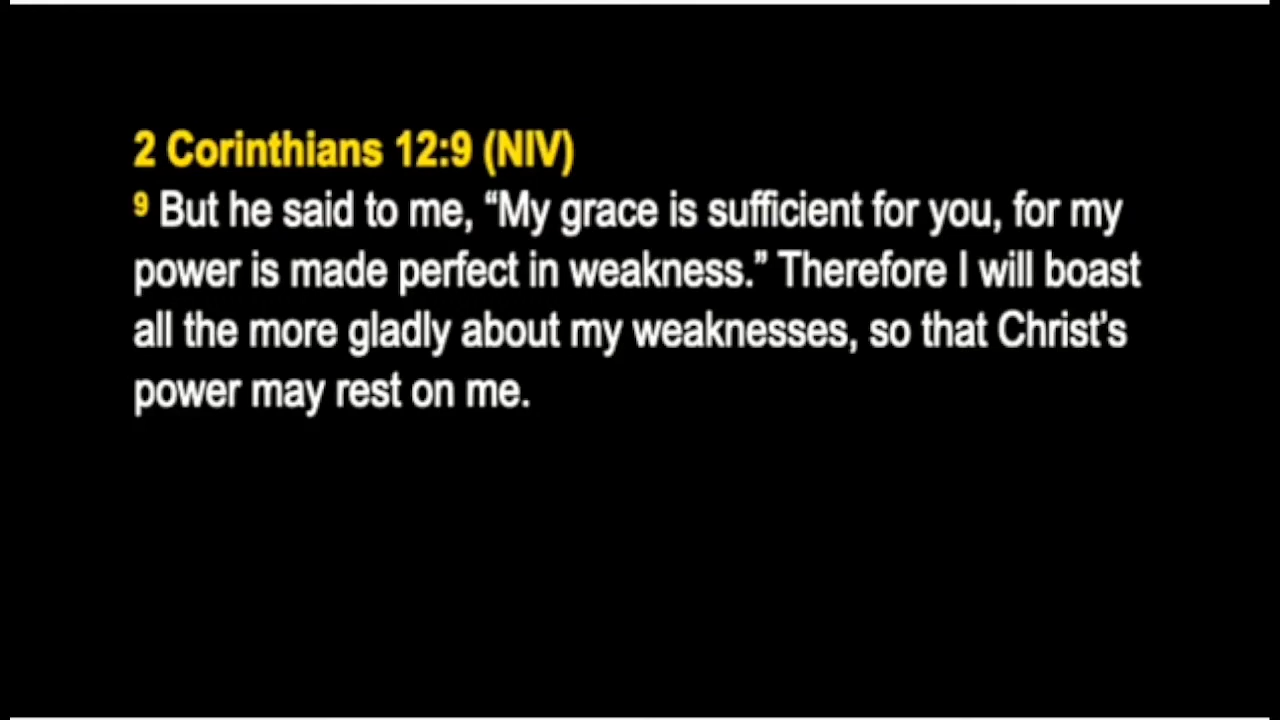 2 Corinthians 12:9 (NIV)
9 But he said to me, “My grace is sufficient for you, for my
power is made perfect in weakness.” Therefore I will boast
all the more gladly about my weaknesses, so that Christ’s
power may rest on me.